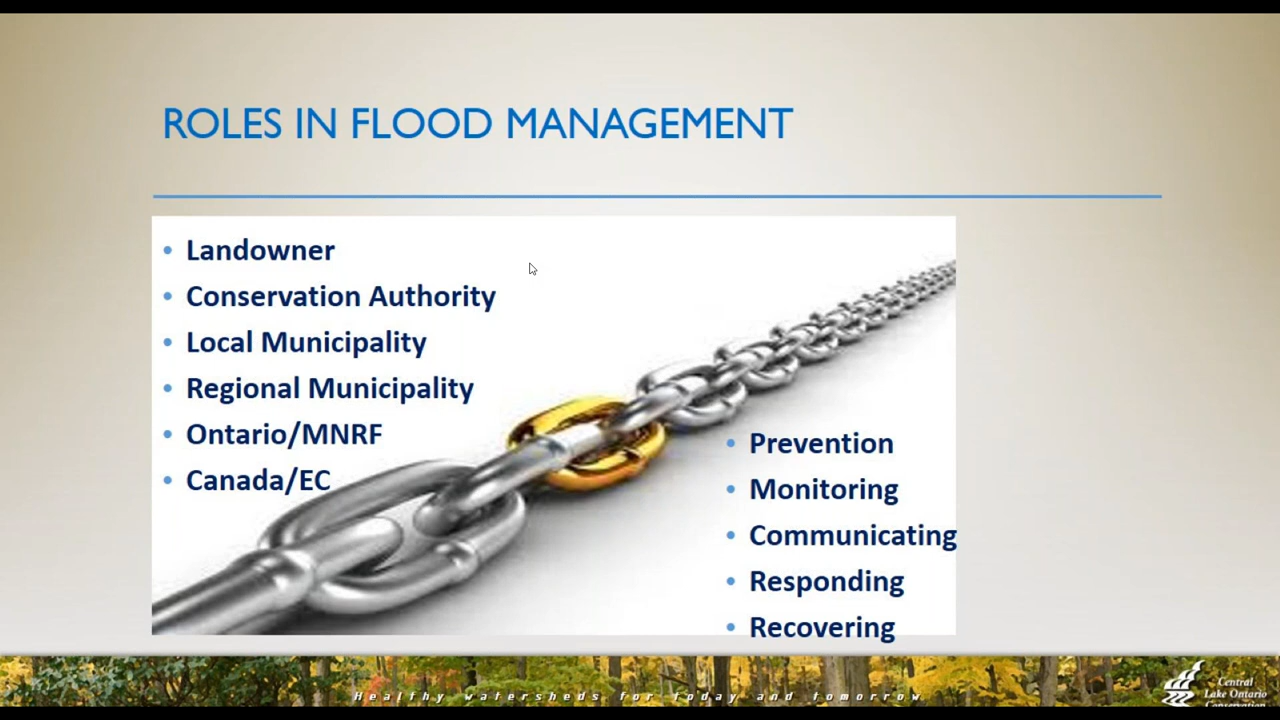 ROLES IN FLOOD MANAGEMENT
• Landowner
• Conservation Authority
• Local Municipality
• Regional Municipality
• Ontario/MNRF
• Canada/EC
• Prevention
• Monitoring
• Communicating
• Responding
• Recovering
Healthy watersheds for today and tomorrow
Central
Lake Ontario
Conservation